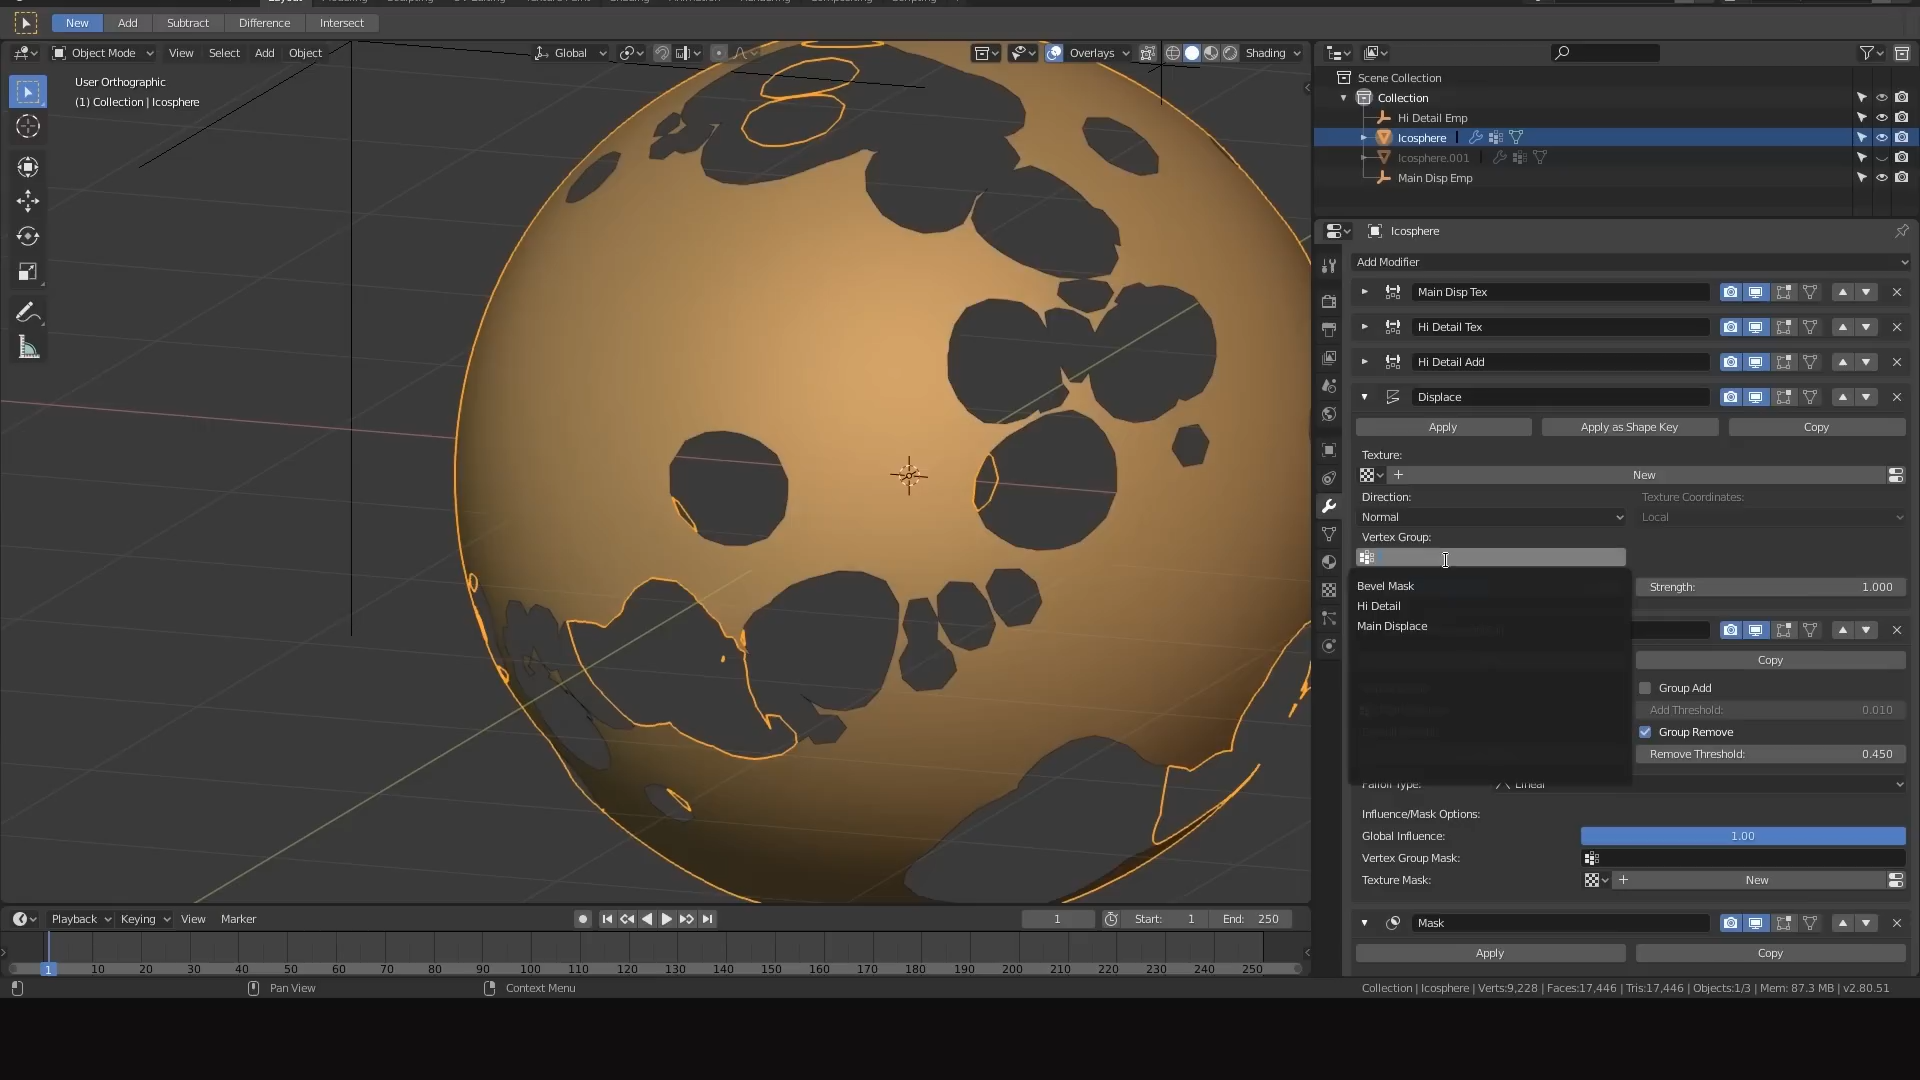 New Add Subtract Difference Intersect
Object Mode View Select Add Object Global Overlays Shading
User Orthographic
(1) Collection | Icosphere
Scene Collection
Collection
Hi Detail Emp
Icosphere
Icosphere.001
Main Disp Emp
Icosphere
Add Modifier
Main Disp Tex
Hi Detail Tex
Hi Detail Add
Displace
Apply Apply as Shape Key Copy
Texture:
New
Direction: Texture Coordinates:
Normal Local
Vertex Group:
Bevel Mask
Strength: 1.000
Hi Detail
Main Displace
Copy
Group Add
Add Threshold: 0.010
Group Remove
Remove Threshold: 0.450
Falloff Type: Linear
Influence/Mask Options:
Global Influence: 1.00
Vertex Group Mask:
Texture Mask: New
Mask
Apply Copy
Playback Keying View Marker 1 Start: 1 End: 250
1 10 20 30 40 50 60 70 80 90 100 110 120 130 140 150 160 170 180 190 200 210 220 230 240 250
Pan View Context Menu Collection | Icosphere | Verts:9,228 | Faces:17,446 | Tris:17,446 | Objects:1/3 | Mem: 87.3 MB | v2.80.51